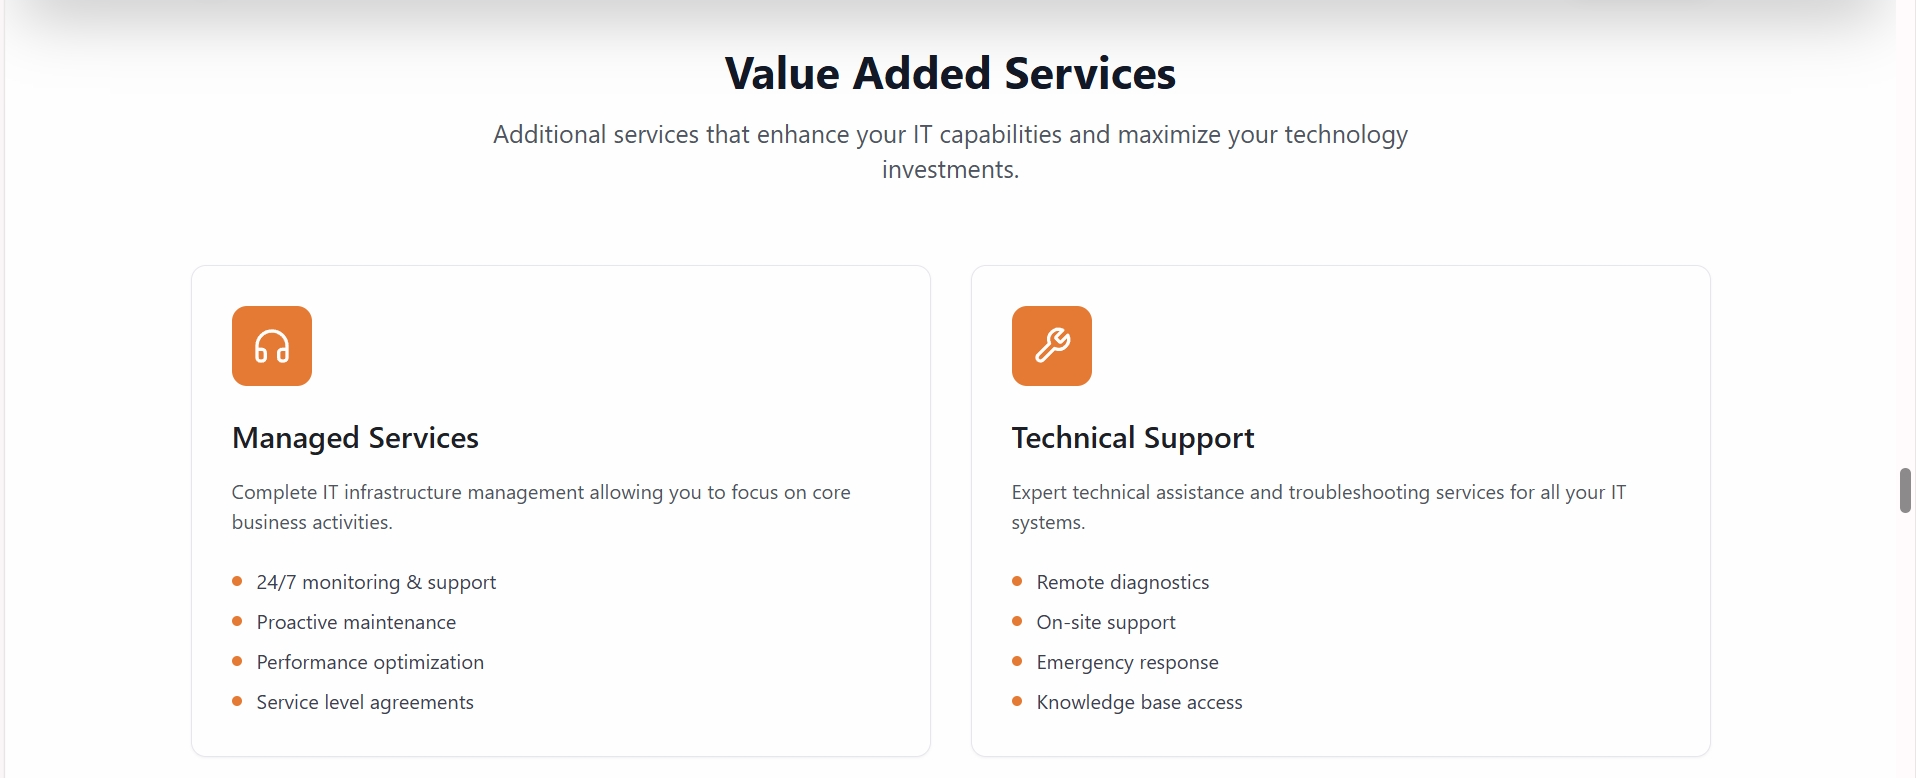 Value Added Services
Additional services that enhance your IT capabilities and maximize your technology
investments.
Managed Services
Complete IT infrastructure management allowing you to focus on core
business activities.
24/7 monitoring & support
Proactive maintenance
Performance optimization
Service level agreements
Technical Support
Expert technical assistance and troubleshooting services for all your IT
systems.
Remote diagnostics
On-site support
Emergency response
Knowledge base access